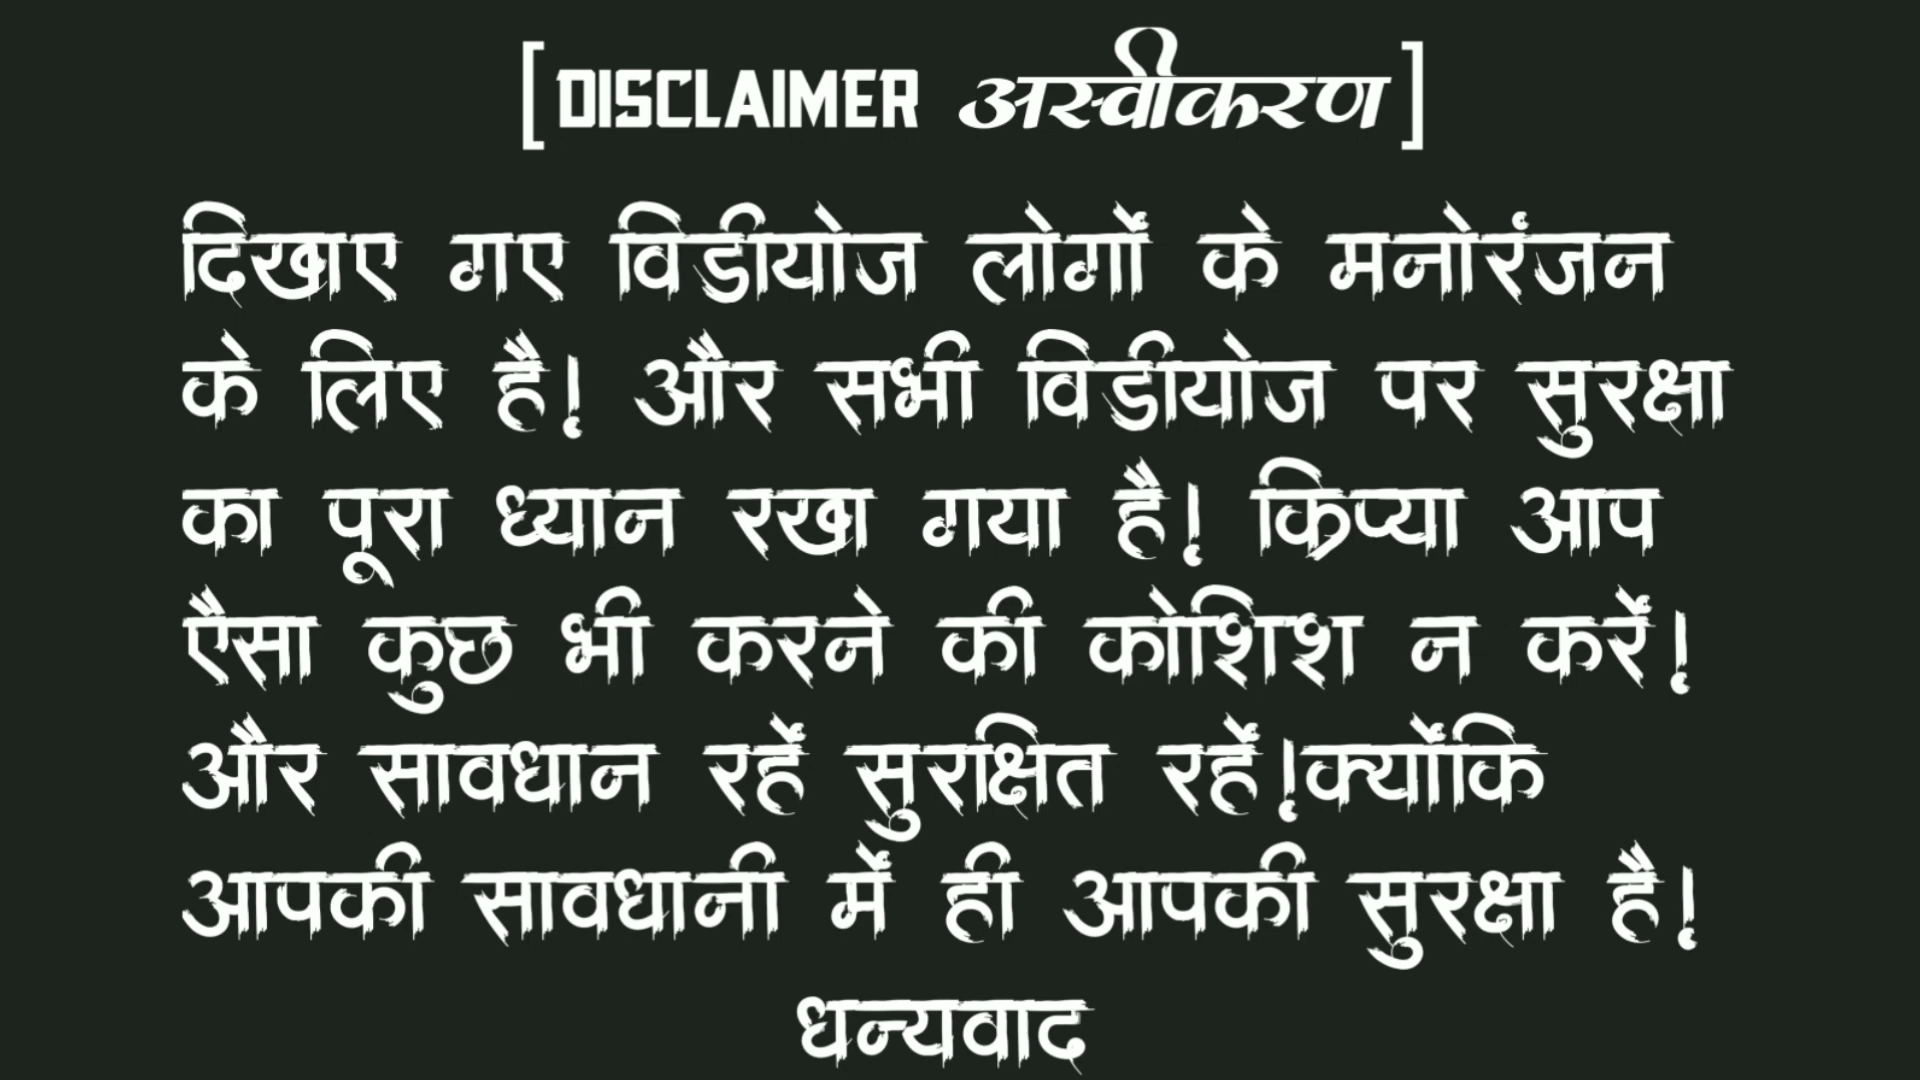 [DISCLAIMER अस्वीकरण]
दिखाए गए विडीयोज लोगों के मनोरंजन
के लिए है! और सभी विडीयोज पर सुरक्षा
का पूरा ध्यान रखा गया है! क्रिप्या आप
एैसा कुछ भी करने की कोशिश न करें!
और सावधान रहें सुरक्षित रहें!क्योंकि
आपकी सावधानी में ही आपकी सुरक्षा है!
धन्यवाद